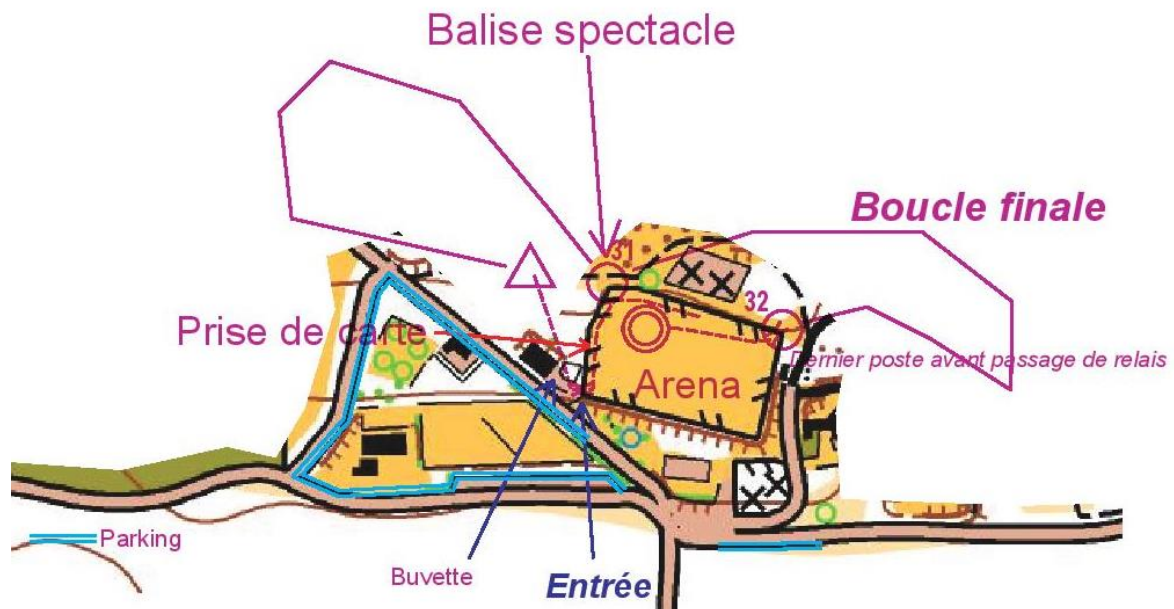 Balise spectacle
Boucle finale
31
32
Prise de carte
Dernier poste avant passage de relais
Arena
Parking
Buvette
Entrée